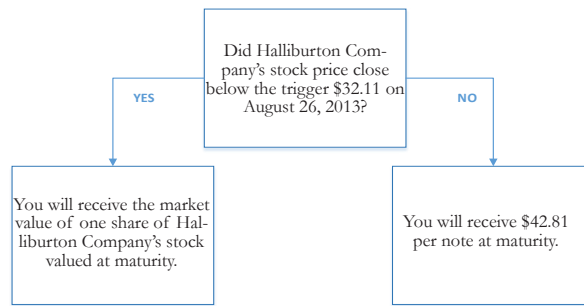 Did Halliburton Com-
pany's stock price close
below the trigger $32.11 on
August 26, 2013?
YES
NO
You will receive the market
value of one share of Hal-
liburton Company's stock
valued at maturity.
You will receive $42.81
per note at maturity.